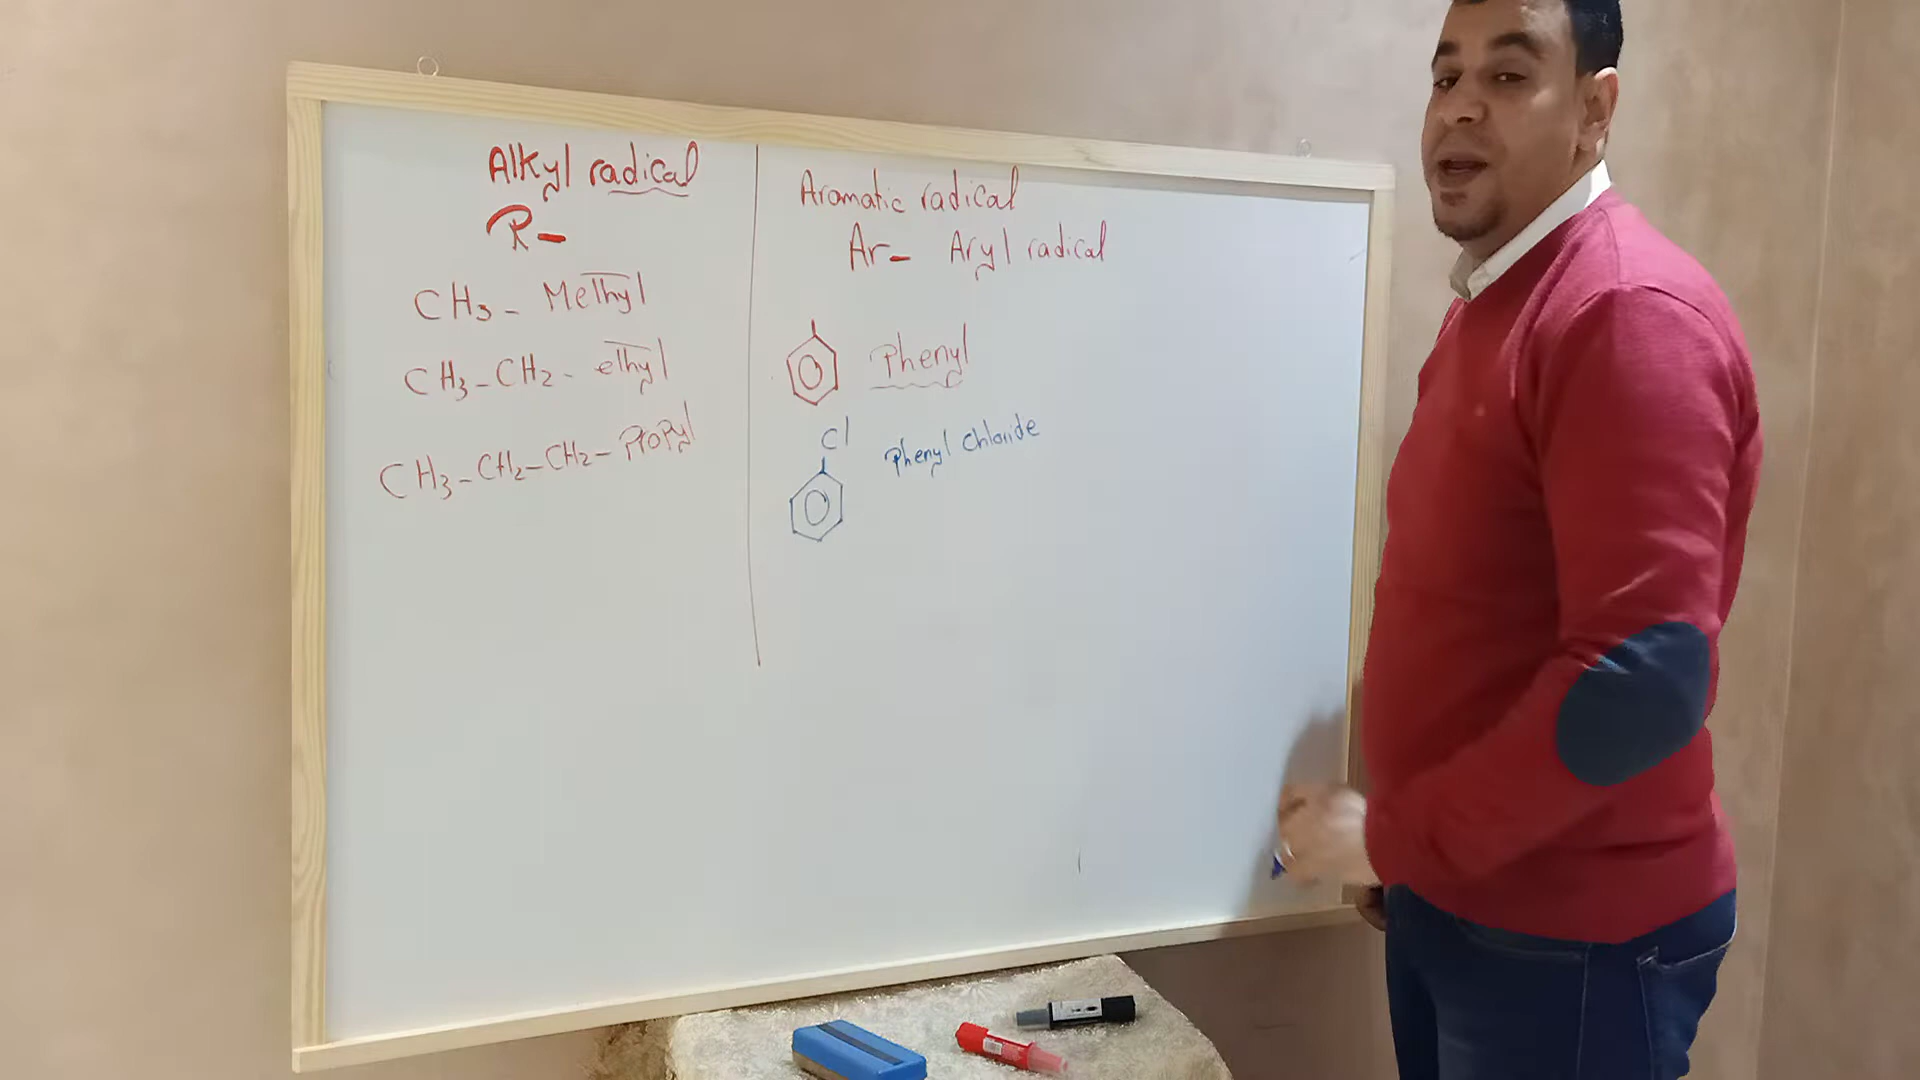 Alkyl radical
R-
CH3- Methyl
CH3-CH2- ethyl
CH3-CH2-CH2- Propyl
Aromatic radical
Ar- Aryl radical
Phenyl
Cl
Phenyl Chloride